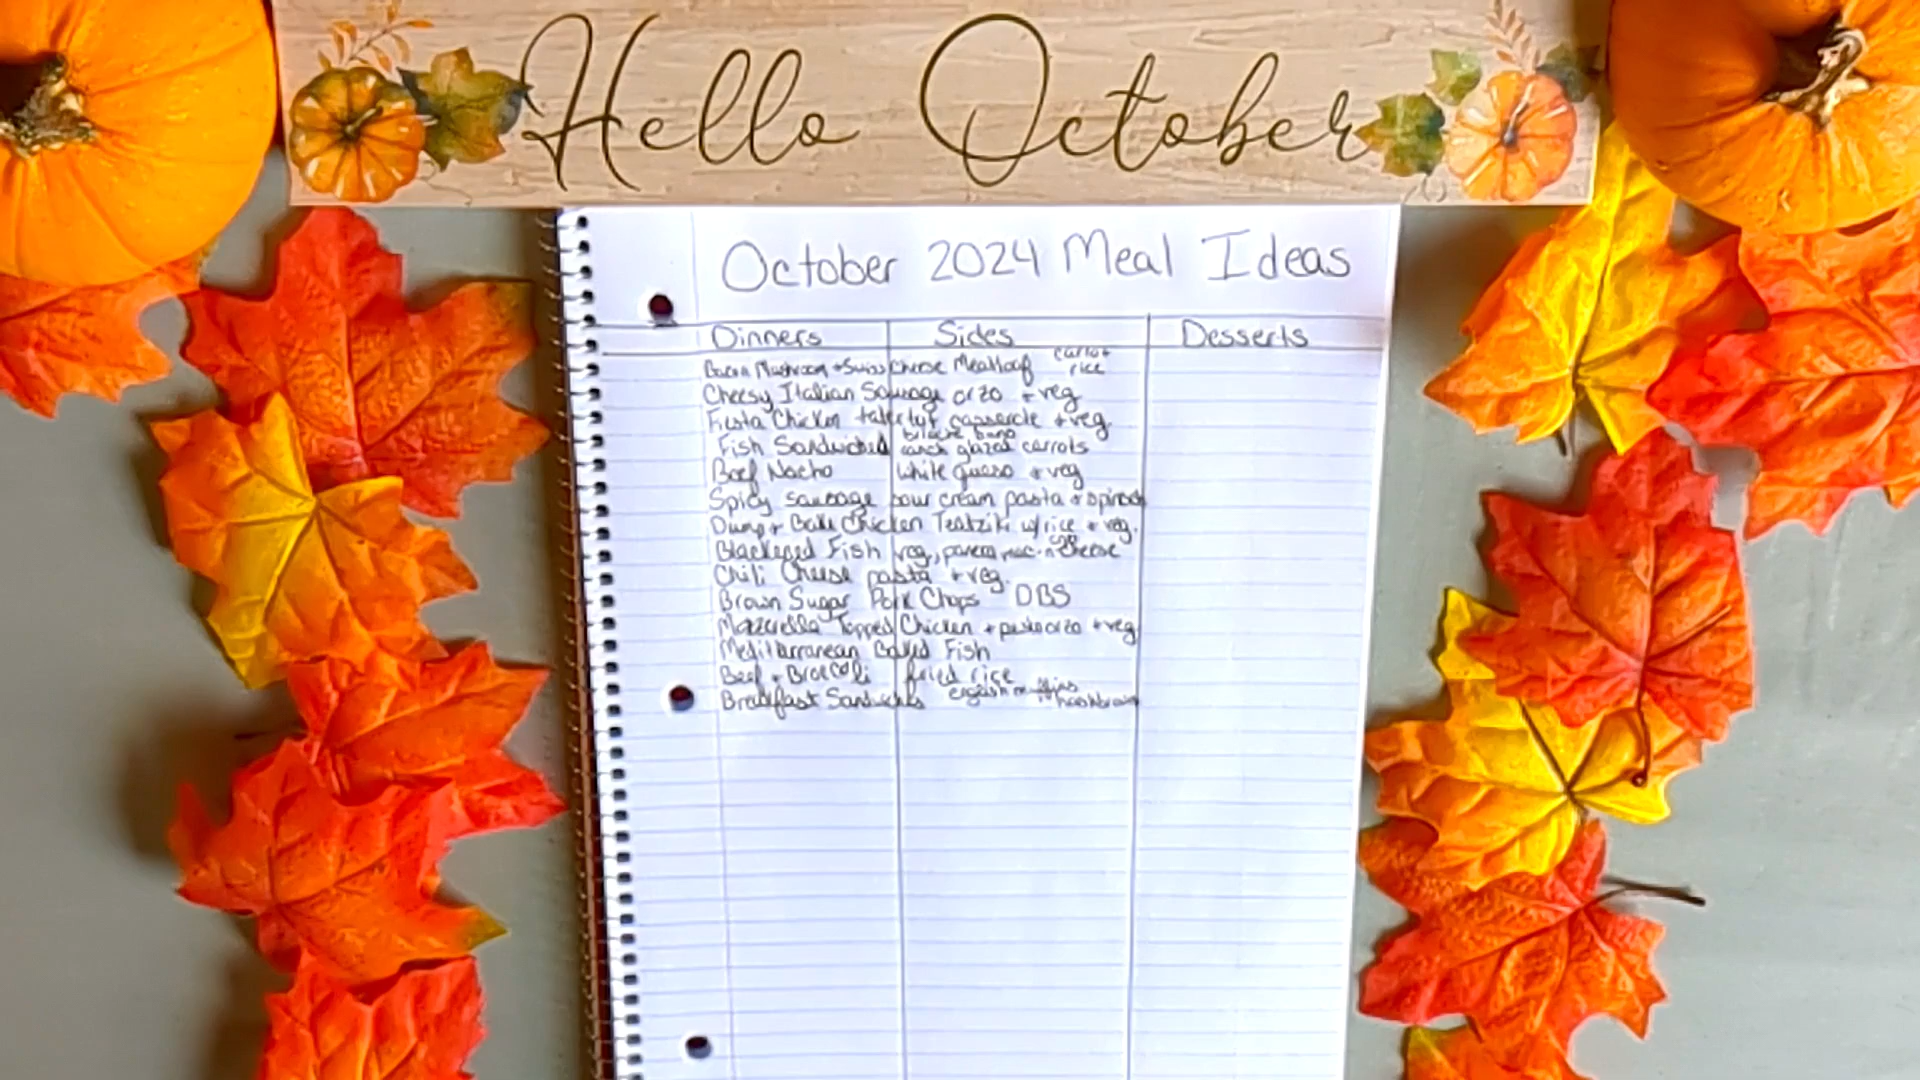 Hello October
October 2024 Meal Ideas
Dinners Sides Desserts
carrot
Bacon Mushroom + Swiss Cheese Meatloaf rice
Cheesy Italian Sausage orzo + veg
Fiesta Chicken tater tot casserole + veg
brioche buns
Fish Sandwiches ranch glazed carrots
Beef Nacho White Queso + veg
Spicy sausage sour cream pasta + spinach
Dump + Bake Chicken Teatziki w/ rice + veg.
Blackened Fish veg, panera mac-n-cheese
Chili Cheese pasta + veg.
Brown Sugar Pork Chops OBS
Mozzerella Topped Chicken + pesto orzo + veg
Mediterranean Baked Fish
Beef + Broccoli fried rice
english muffins
Breakfast Sandwiches hashbrown